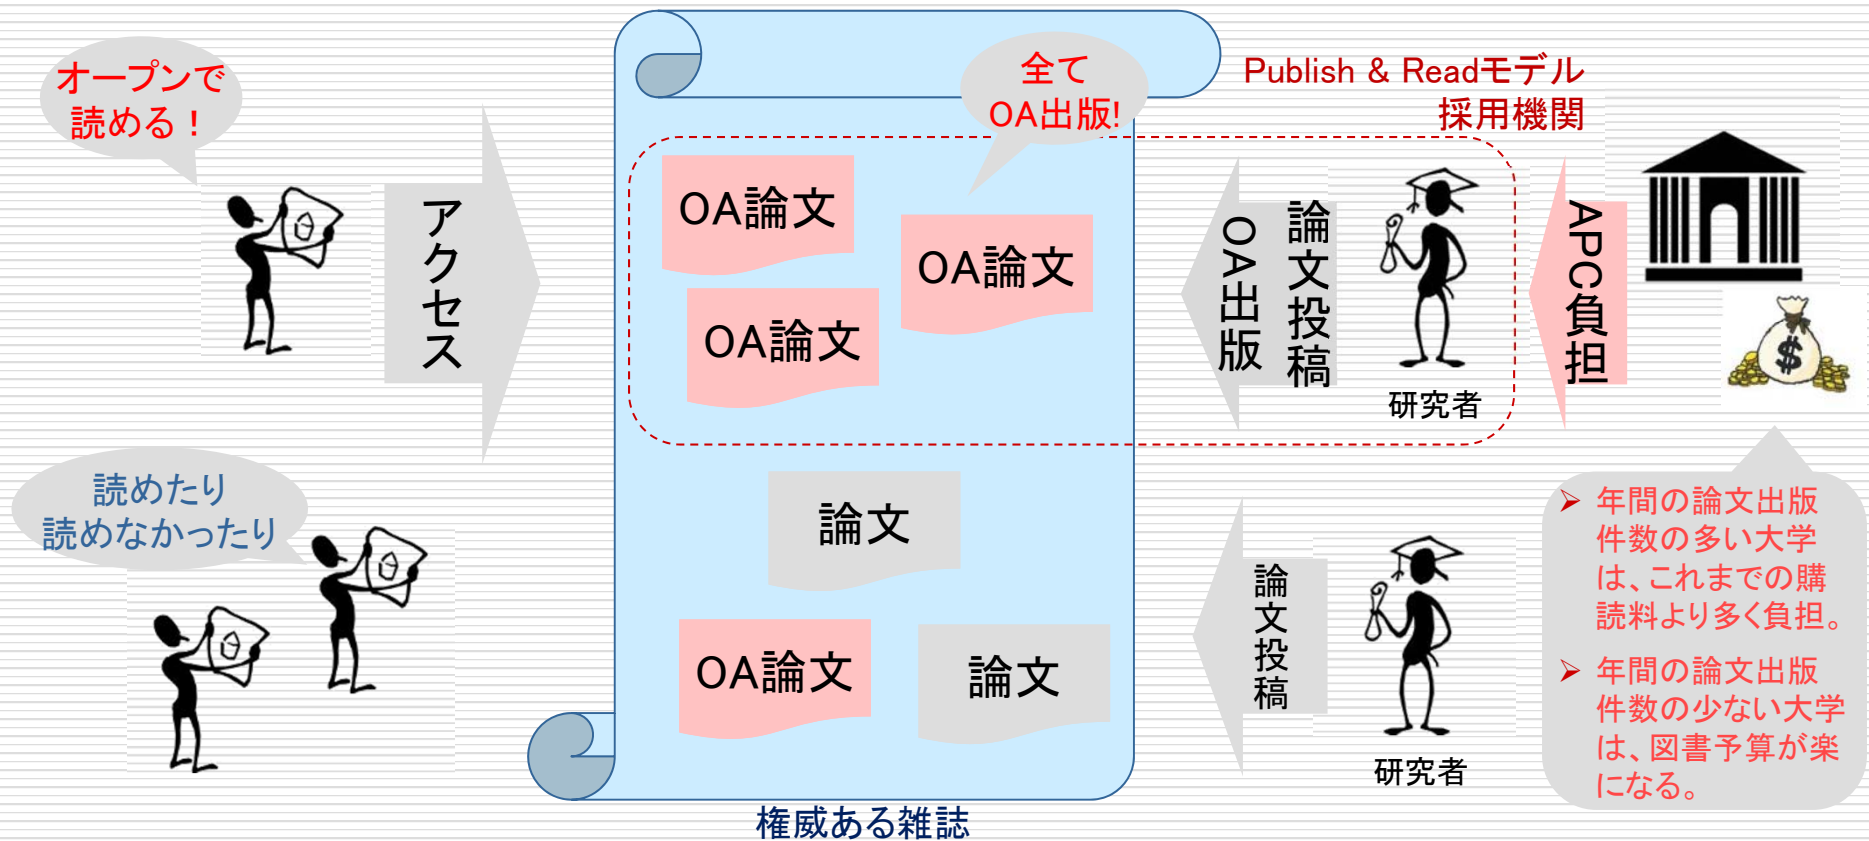 オープンで
読める！
アクセス
全て
OA出版!
OA論文
OA論文
OA論文
Publish & Readモデル
採用機関
論文投稿
OA出版
研究者
APC負担
$
読めたり
読めなかったり
論文
OA論文
論文
論文投稿
研究者
➢ 年間の論文出版
件数の多い大学
は、これまでの購
読料より多く負担。
➢ 年間の論文出版
件数の少ない大学
は、図書予算が楽
になる。
権威ある雑誌